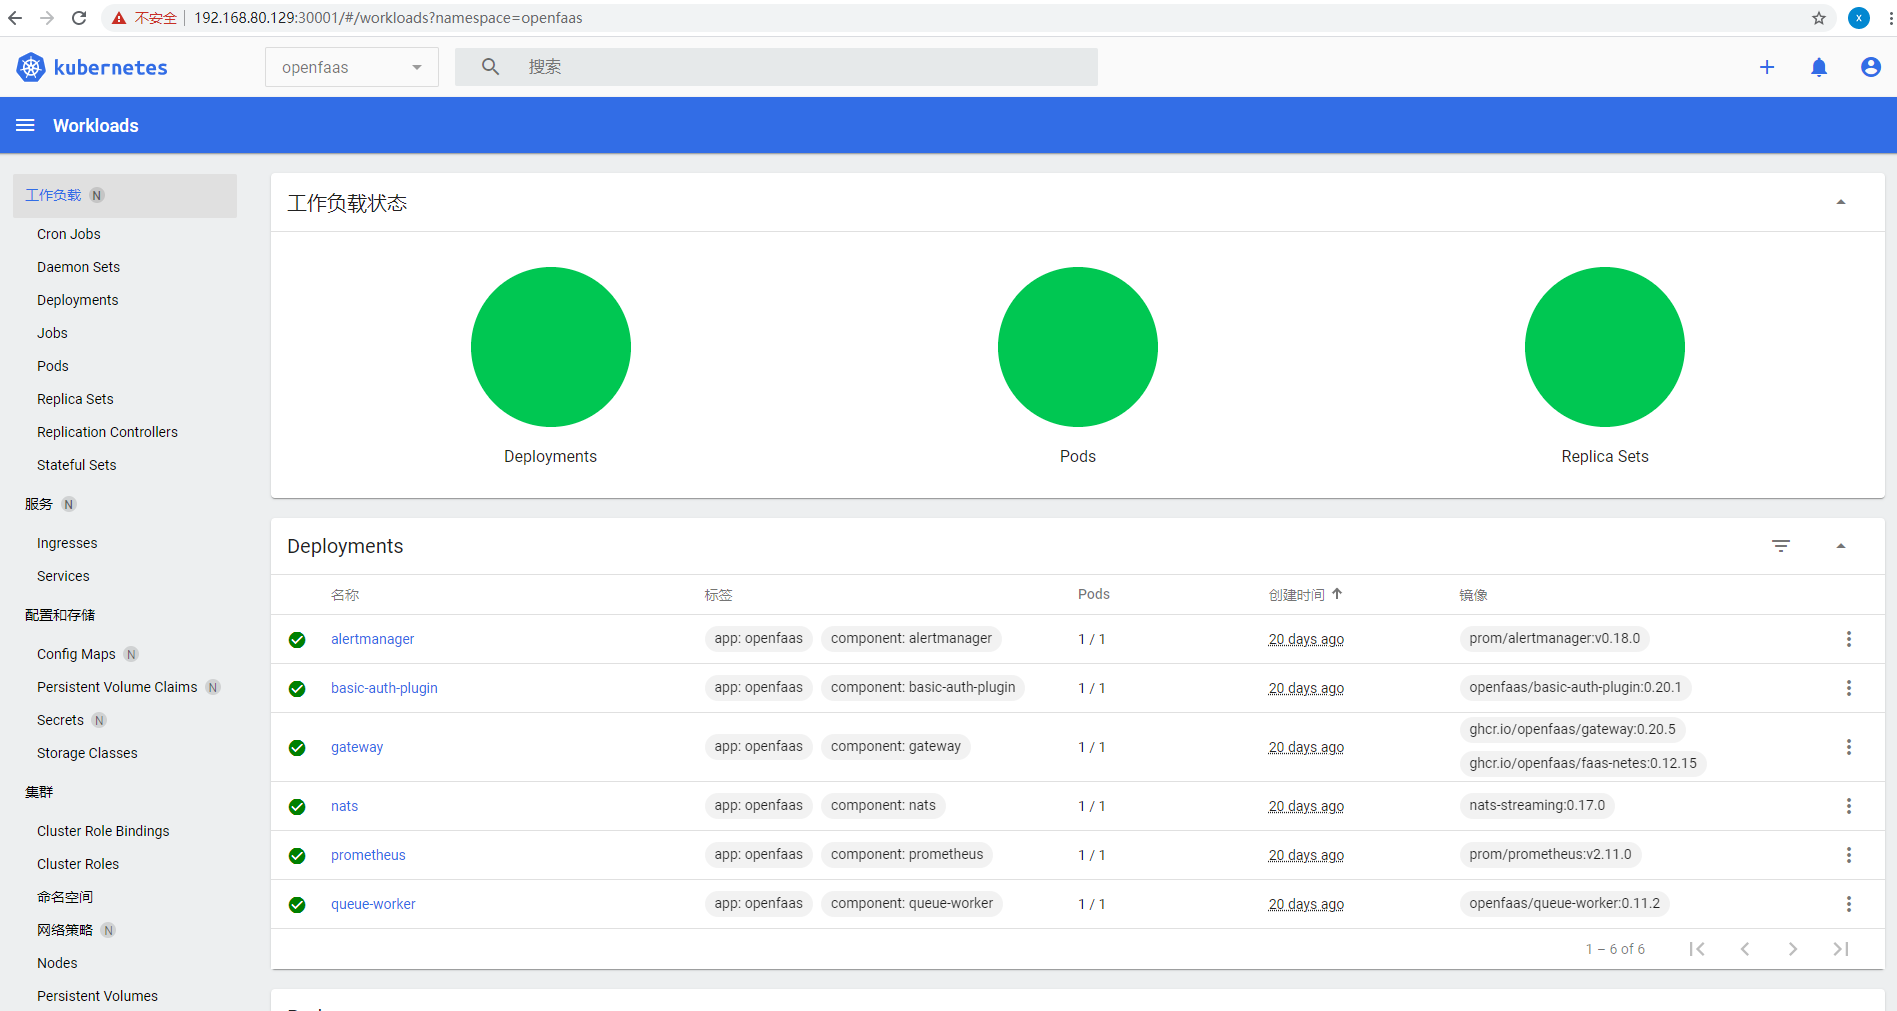 不安全 192.168.80.129:30001/#/workloads?namespace=openfaas
x
kubernetes
openfaas
搜索
Workloads
工作负载 N
Cron Jobs
Daemon Sets
Deployments
Jobs
Pods
Replica Sets
Replication Controllers
Stateful Sets
服务 N
Ingresses
Services
配置和存储
Config Maps N
Persistent Volume Claims N
Secrets N
Storage Classes
集群
Cluster Role Bindings
Cluster Roles
命名空间
网络策略 N
Nodes
Persistent Volumes
工作负载状态
Deployments Pods Replica Sets
Deployments
名称 标签 Pods 创建时间 镜像
alertmanager app: openfaas component: alertmanager 1 / 1 20 days ago prom/alertmanager:v0.18.0
basic-auth-plugin app: openfaas component: basic-auth-plugin 1 / 1 20 days ago openfaas/basic-auth-plugin:0.20.1
gateway app: openfaas component: gateway 1 / 1 20 days ago ghcr.io/openfaas/gateway:0.20.5
ghcr.io/openfaas/faas-netes:0.12.15
nats app: openfaas component: nats 1 / 1 20 days ago nats-streaming:0.17.0
prometheus app: openfaas component: prometheus 1 / 1 20 days ago prom/prometheus:v2.11.0
queue-worker app: openfaas component: queue-worker 1 / 1 20 days ago openfaas/queue-worker:0.11.2
1 – 6 of 6